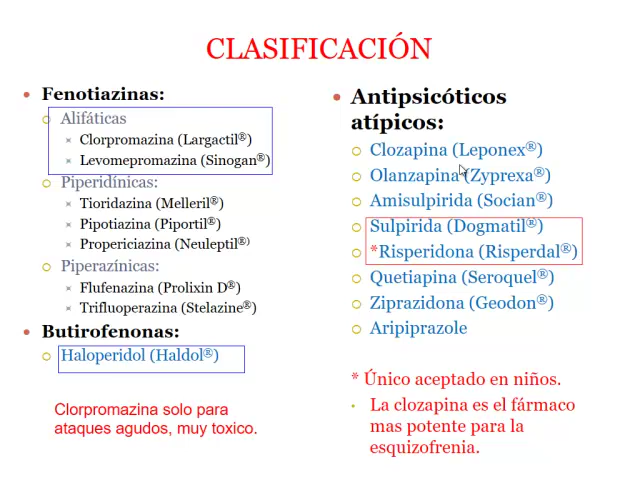 CLASIFICACIÓN
Fenotiazinas:
Alifáticas
Clorpromazina (Largactil®)
Levomepromazina (Sinogan®)
Piperidínicas:
Tioridazina (Melleril®)
Pipotiazina (Piportil®)
Propericiazina (Neuleptil®)
Piperazínicas:
Flufenazina (Prolixin D®)
Trifluoperazina (Stelazine®)
Butirofenonas:
Haloperidol (Haldol®)
Clorpromazina solo para
ataques agudos, muy toxico.
Antipsicóticos
atípicos:
Clozapina (Leponex®)
Olanzapina (Zyprexa®)
Amisulpirida (Socian®)
Sulpirida (Dogmatil®)
*Risperidona (Risperdal®)
Quetiapina (Seroquel®)
Ziprazidona (Geodon®)
Aripiprazole
* Único aceptado en niños.
La clozapina es el fármaco
mas potente para la
esquizofrenia.